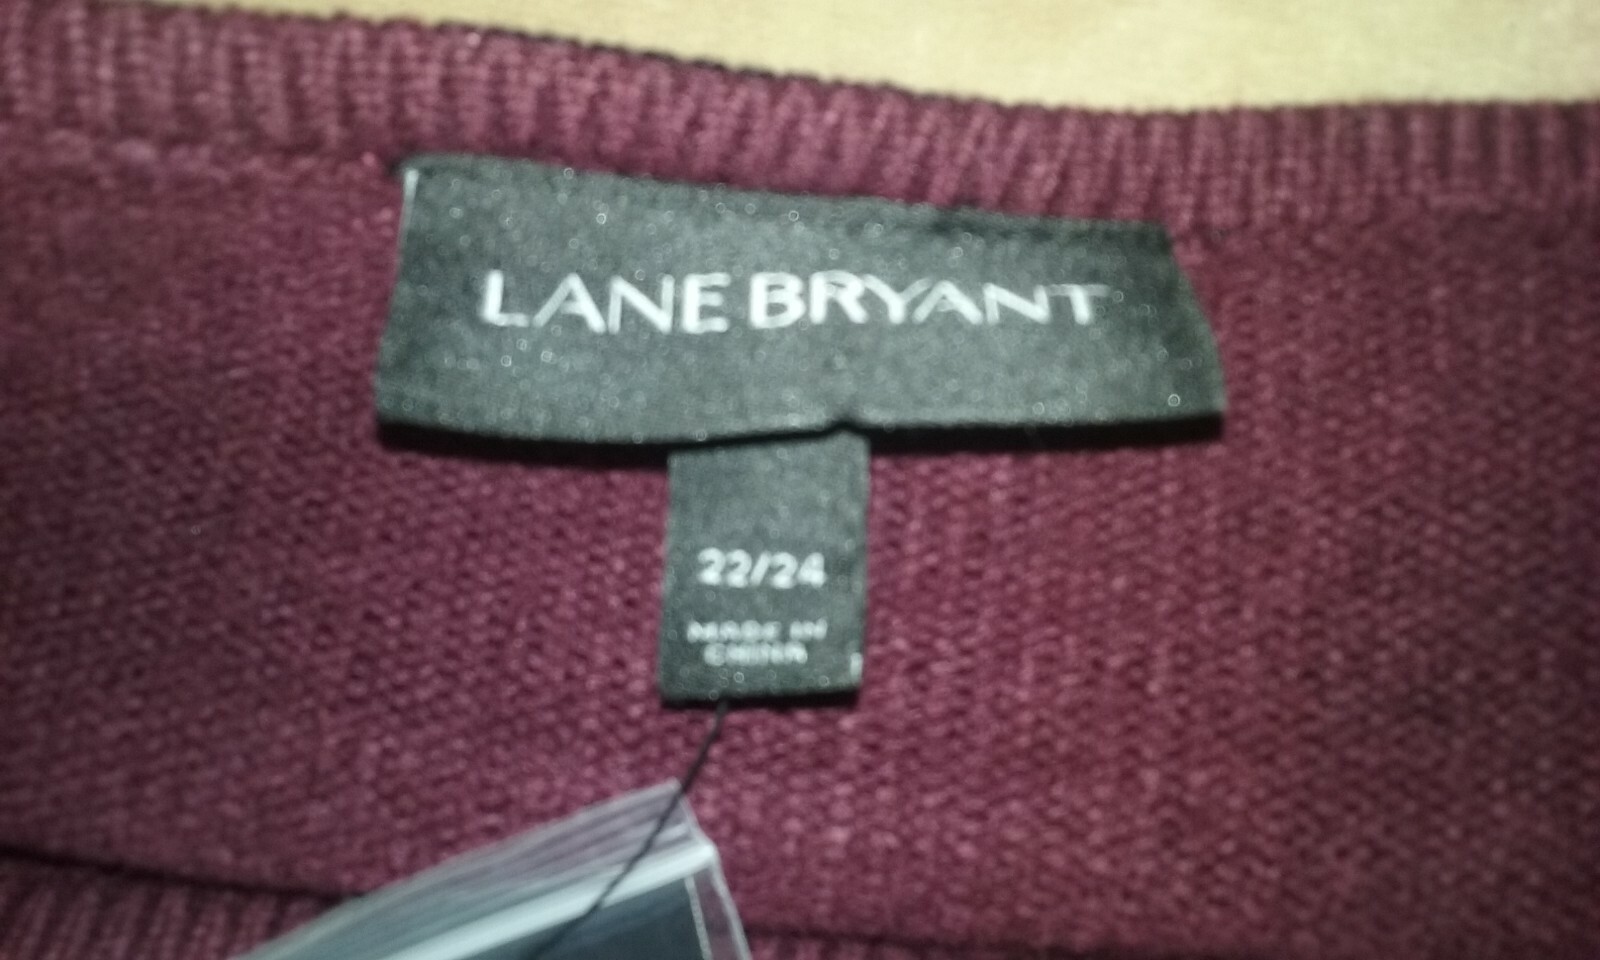 LANE BRYANT
22/24
MADE IN
CHINA